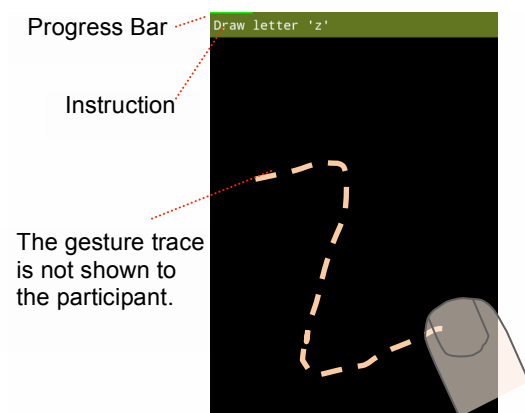 Progress Bar
Draw letter 'z'
Instruction
The gesture trace
is not shown to
the participant.